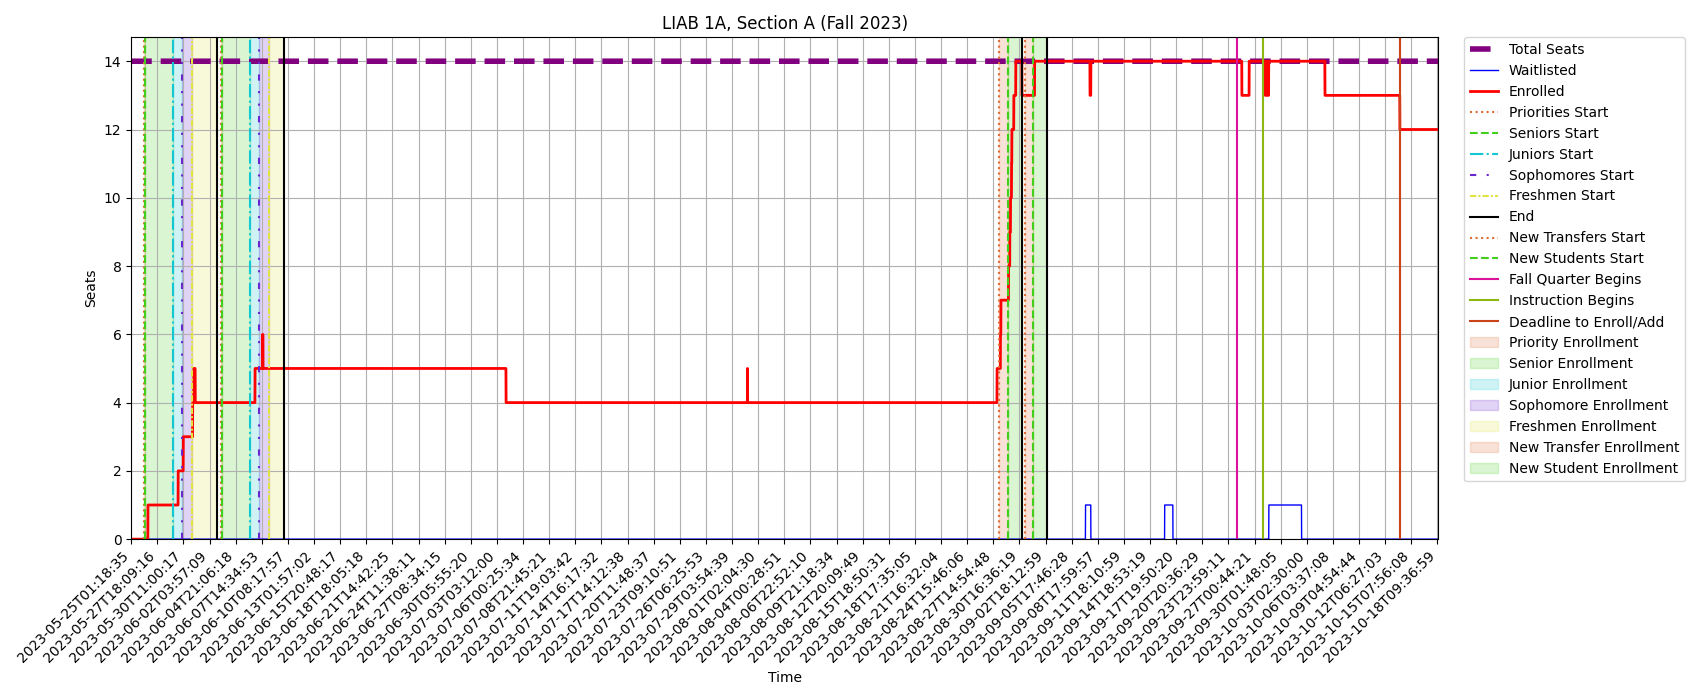 LIAB 1A, Section A (Fall 2023)
Seats
14
12
10
8
6
4
2
0
2023-05-25T01:18:35
2023-05-27T18:09:16
2023-05-30T11:00:17
2023-06-02T03:57:09
2023-06-04T21:06:18
2023-06-07T14:34:53
2023-06-10T08:17:57
2023-06-13T01:57:02
2023-06-15T20:48:17
2023-06-18T18:05:18
2023-06-21T14:42:25
2023-06-24T11:38:11
2023-06-27T08:34:15
2023-06-30T05:55:20
2023-07-03T03:12:00
2023-07-06T00:25:34
2023-07-08T21:45:21
2023-07-11T19:03:42
2023-07-14T16:17:32
2023-07-17T14:12:38
2023-07-20T11:48:37
2023-07-23T09:10:51
2023-07-26T06:25:53
2023-07-29T03:54:39
2023-08-01T02:04:30
2023-08-04T00:28:51
2023-08-06T22:52:10
2023-08-09T21:18:34
2023-08-12T20:09:49
2023-08-15T18:50:31
2023-08-18T17:35:05
2023-08-21T16:32:04
2023-08-24T15:46:06
2023-08-27T14:54:48
2023-08-30T16:36:19
2023-09-02T18:12:59
2023-09-05T17:46:28
2023-09-08T17:59:57
2023-09-11T18:10:59
2023-09-14T18:53:19
2023-09-17T19:50:20
2023-09-20T20:36:29
2023-09-23T23:59:11
2023-09-27T00:44:21
2023-09-30T01:48:05
2023-10-03T02:30:00
2023-10-06T03:37:08
2023-10-09T04:54:44
2023-10-12T06:27:03
2023-10-15T07:56:08
2023-10-18T09:36:59
Time
Total Seats
Waitlisted
Enrolled
Priorities Start
Seniors Start
Juniors Start
Sophomores Start
Freshmen Start
End
New Transfers Start
New Students Start
Fall Quarter Begins
Instruction Begins
Deadline to Enroll/Add
Priority Enrollment
Senior Enrollment
Junior Enrollment
Sophomore Enrollment
Freshmen Enrollment
New Transfer Enrollment
New Student Enrollment